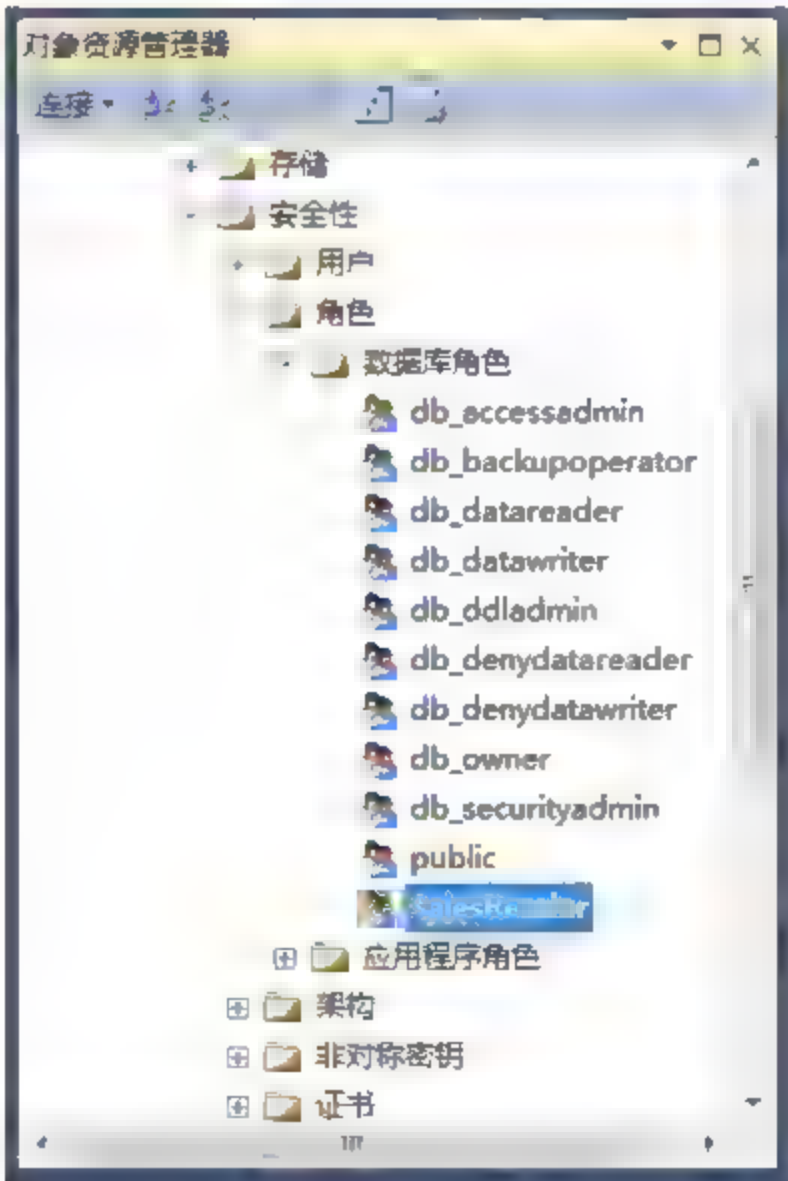 对象资源管理器
连接
存储
安全性
用户
角色
数据库角色
db_accessadmin
db_backupoperator
db_datareader
db_datawriter
db_ddladmin
db_denydatareader
db_denydatawriter
db_owner
db_securityadmin
public
应用程序角色
架构
非对称密钥
证书